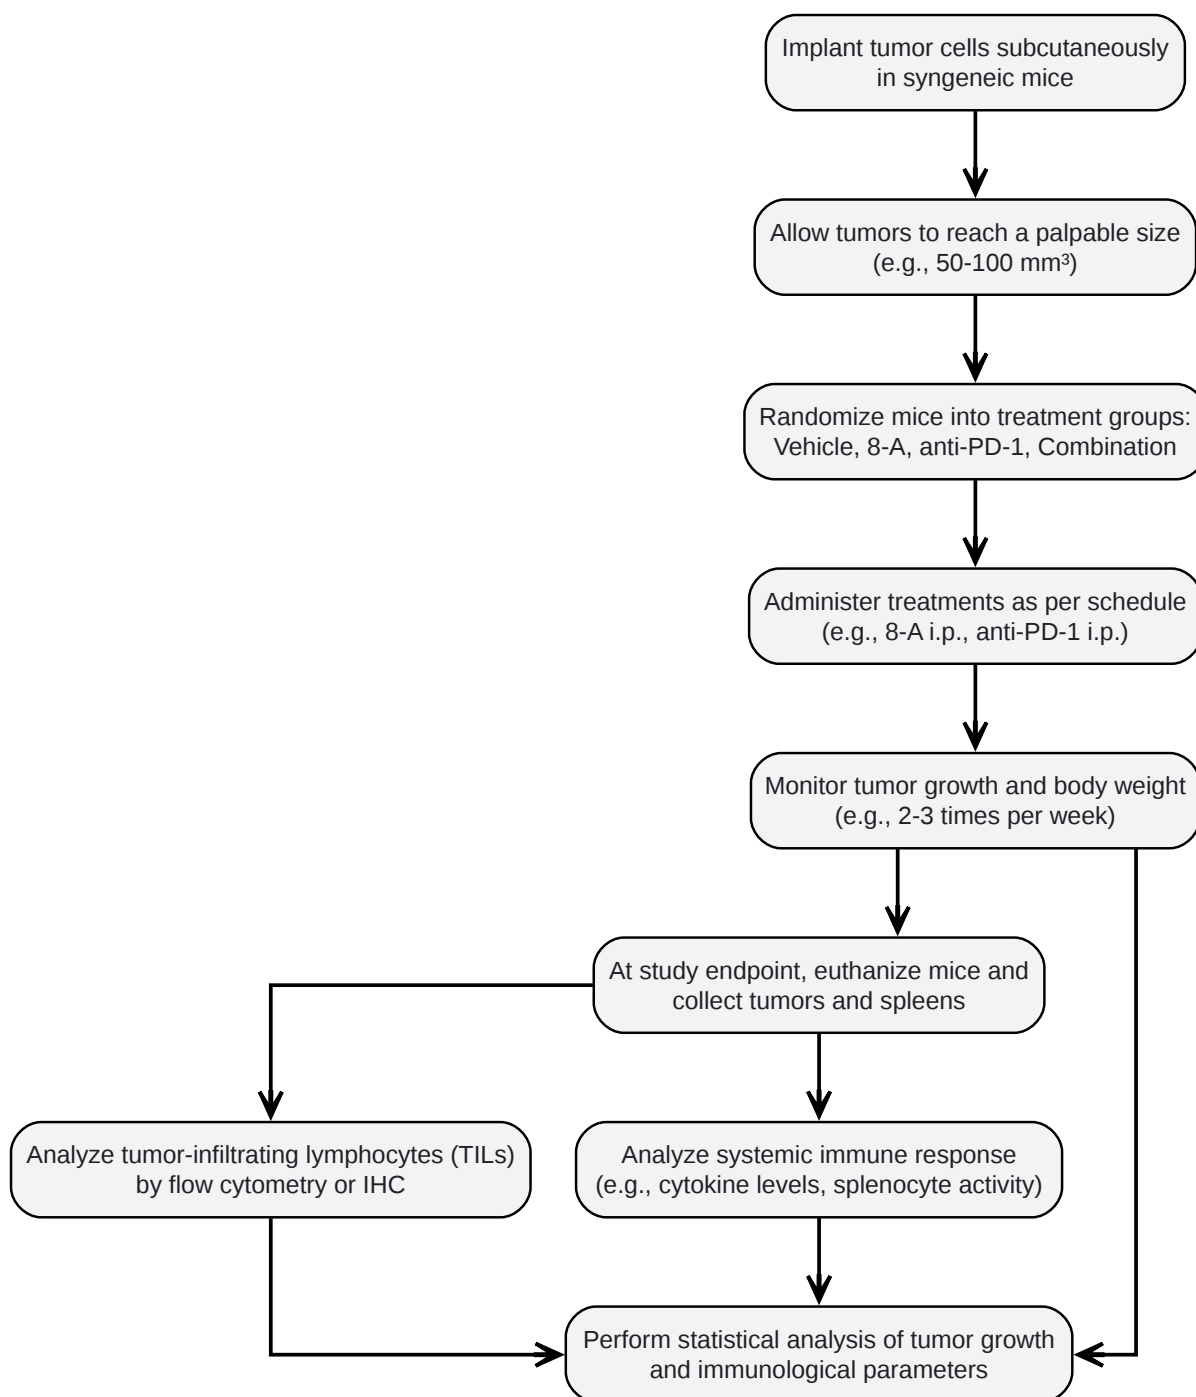 Implant tumor cells subcutaneously
in syngeneic mice
Allow tumors to reach a palpable size
(e.g., 50-100 mm³)
Randomize mice into treatment groups:
Vehicle, 8-A, anti-PD-1, Combination
Administer treatments as per schedule
(e.g., 8-A i.p., anti-PD-1 i.p.)
Monitor tumor growth and body weight
(e.g., 2-3 times per week)
At study endpoint, euthanize mice and
collect tumors and spleens
Analyze tumor-infiltrating lymphocytes (TILs)
by flow cytometry or IHC
Analyze systemic immune response
(e.g., cytokine levels, splenocyte activity)
Perform statistical analysis of tumor growth
and immunological parameters